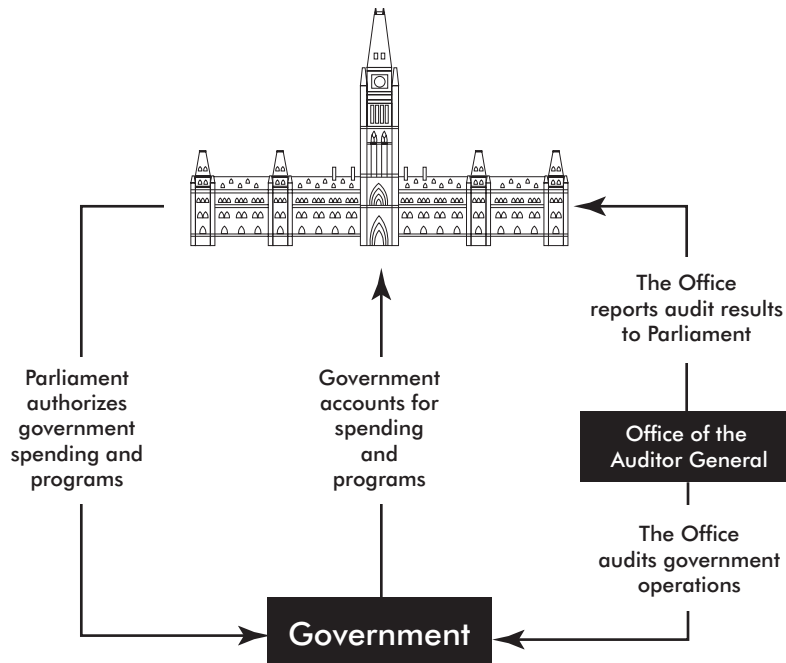 The Office
reports audit results
to Parliament
Parliament
authorizes
government
spending and
programs
Government
accounts for
spending
and
programs
Office of the
Auditor General
The Office
audits government
operations
Government